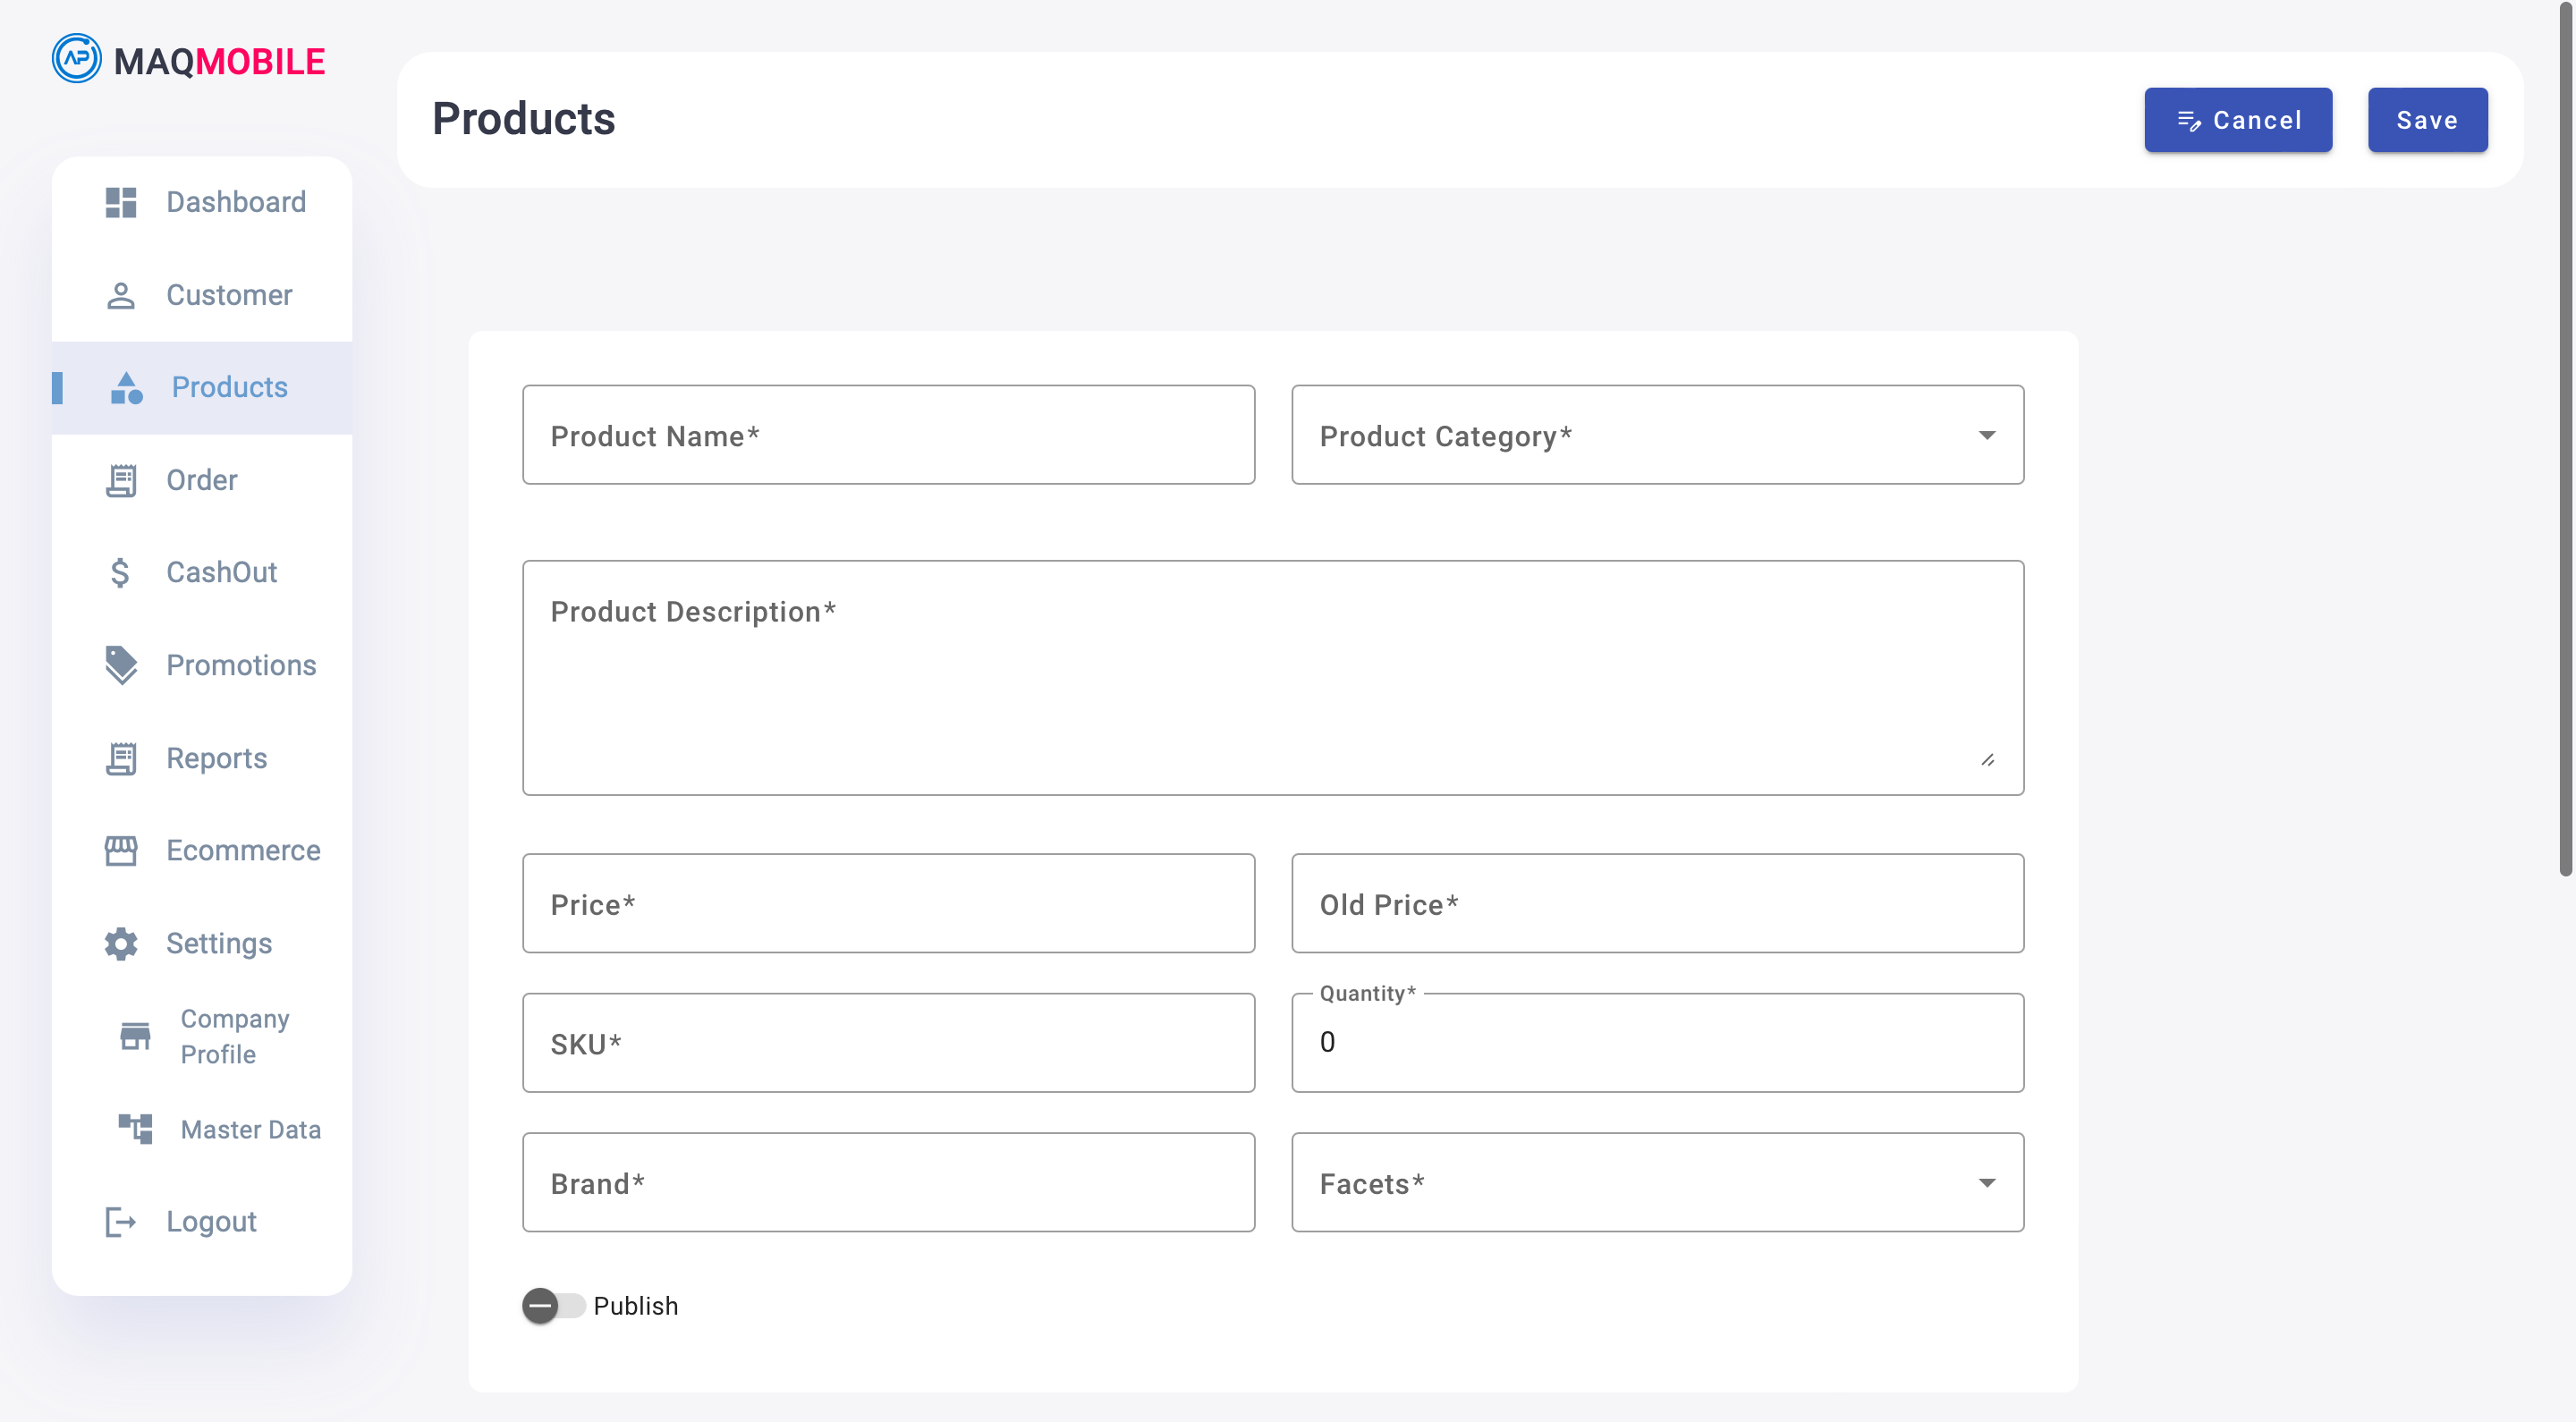 AP MAQMOBILE
Dashboard
Customer
Products
Order
CashOut
Promotions
Reports
Ecommerce
Settings
Company
Profile
Master Data
Logout
Products
Cancel
Save
Product Name*
Product Category*
Product Description*
Price*
Old Price*
SKU*
Quantity*
0
Brand*
Facets*
Publish